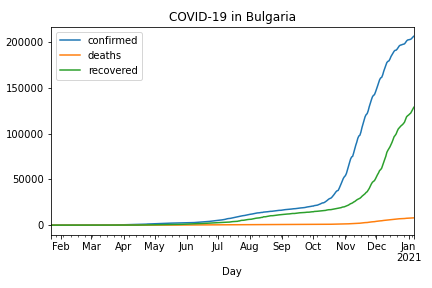 COVID-19 in Bulgaria
confirmed
deaths
recovered
200000
150000
100000
50000
0
Feb Mar Apr May Jun Jul Aug Sep Oct Nov Dec Jan
2021
Day